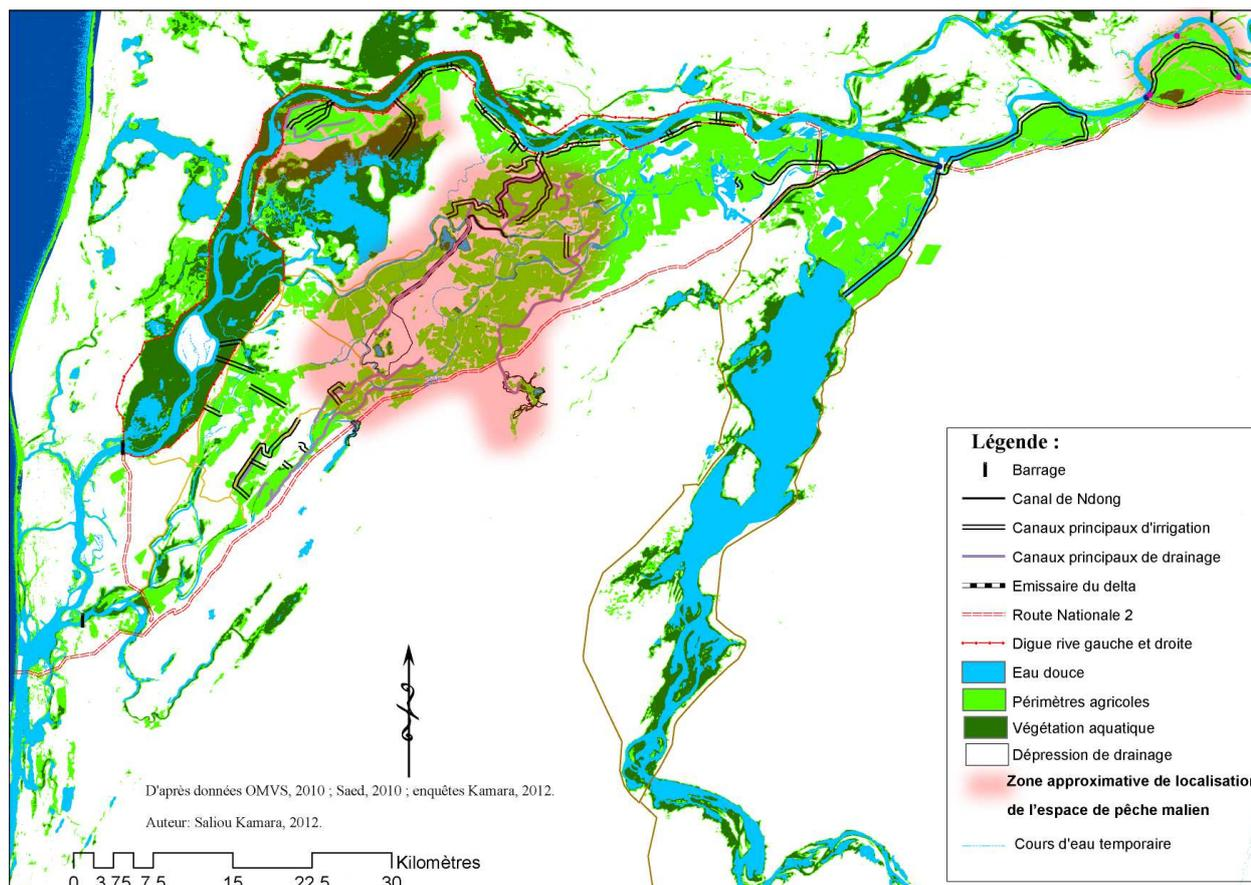 Légende :
Barrage
Canal de Ndong
Canaux principaux d'irrigation
Canaux principaux de drainage
Emissaire du delta
Route Nationale 2
Digue rive gauche et droite
Eau douce
Périmètres agricoles
Végétation aquatique
Dépression de drainage
Zone approximative de localisation
de l'espace de pêche malien
Cours d'eau temporaire
D'après données OMVS, 2010 ; Saed, 2010 ; enquêtes Kamara, 2012.
Auteur: Saliou Kamara, 2012.
Kilomètres
0 3,75 7,5 15 22,5 30